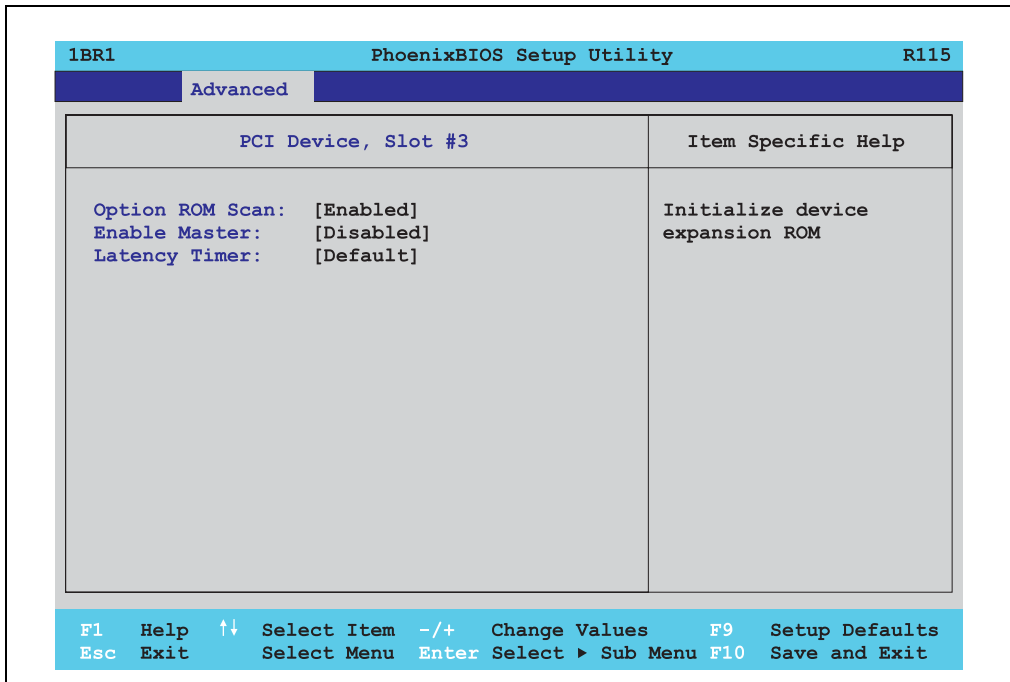 1BR1 PhoenixBIOS Setup Utility R115
Advanced
PCI Device, Slot #3
Item Specific Help
Option ROM Scan: [Enabled]
Enable Master: [Disabled]
Latency Timer: [Default]
Initialize device
expansion ROM
F1 Help ↑↓ Select Item -/+ Change Values F9 Setup Defaults
Esc Exit Select Menu Enter Select ▶ Sub Menu F10 Save and Exit